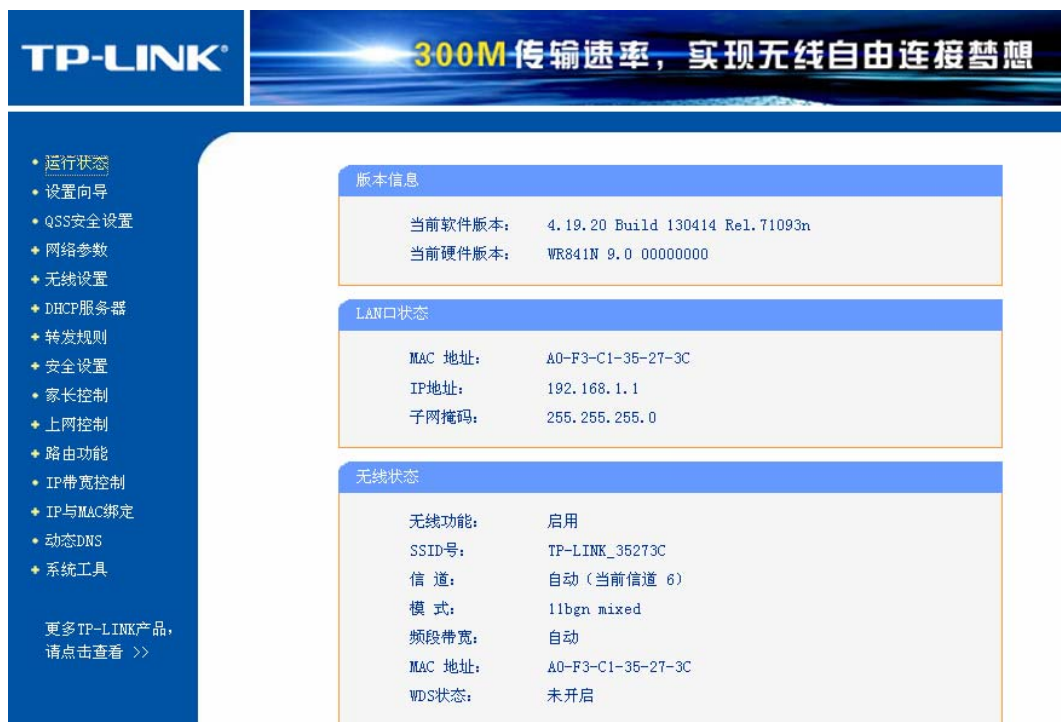 TP-LINK®
300M 传输速率，实现无线自由连接梦想
运行状态
设置向导
QSS安全设置
网络参数
无线设置
DHCP服务器
转发规则
安全设置
家长控制
上网控制
路由功能
IP带宽控制
IP与MAC绑定
动态DNS
系统工具
更多TP-LINK产品，
请点击查看 >>
版本信息
当前软件版本： 4.19.20 Build 130414 Rel.71093n
当前硬件版本： WR841N 9.0 00000000
LAN口状态
MAC 地址： A0-F3-C1-35-27-3C
IP地址： 192.168.1.1
子网掩码： 255.255.255.0
无线状态
无线功能： 启用
SSID号： TP-LINK_35273C
信 道： 自动（当前信道 6）
模 式： 11bgn mixed
频段带宽： 自动
MAC 地址： A0-F3-C1-35-27-3C
WDS状态： 未开启